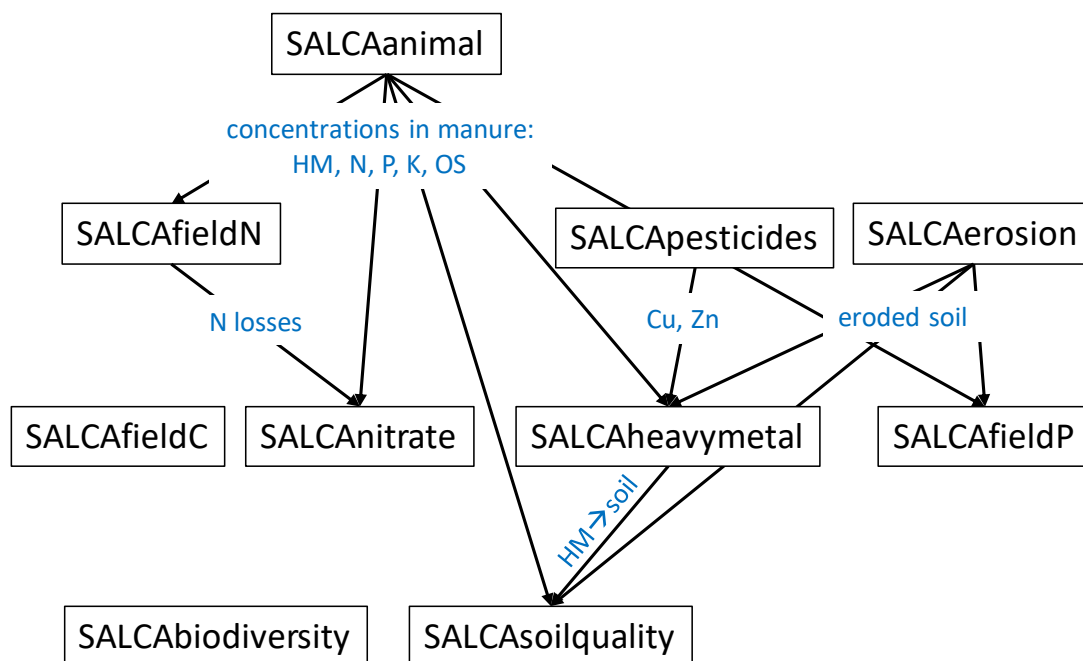 SALCAanimal
concentrations in manure:
HM, N, P, K, OS
SALCAfieldN
SALCApesticides
SALCAerosion
N losses
Cu, Zn
eroded soil
SALCAfieldC
SALCAnitrate
SALCAheavymetal
SALCAfieldP
HM→soil
SALCAbiodiversity
SALCAsoilquality